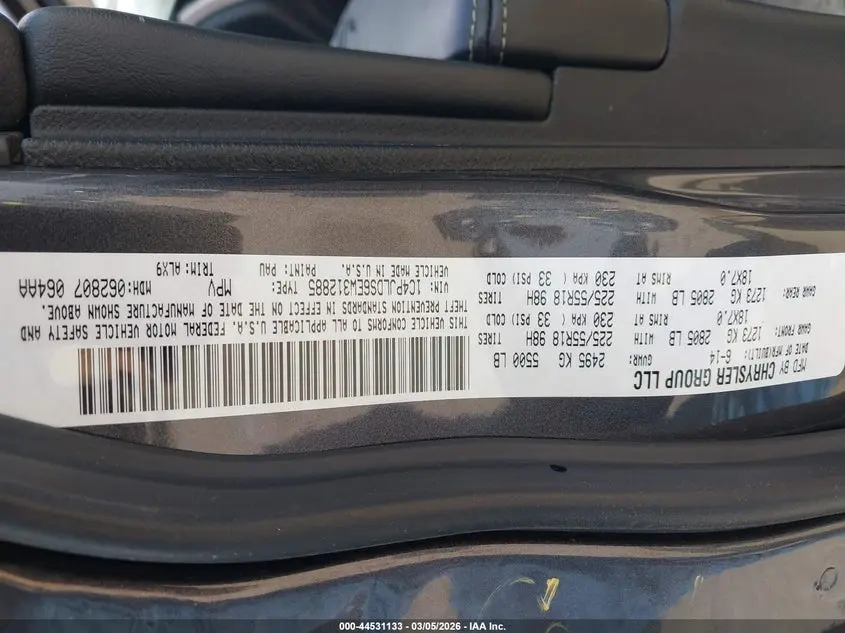 MFD BY CHRYSLER GROUP LLC
DATE OF MFR(BUILT): 6-14 GVWR: 2495 KG 5500 LB
GAWR FRONT: 1273 KG 2805 LB WITH 225/55R18 98H TIRES
18X7.0 RIMS AT 230 KPA ( 33 PSI) COLD
GAWR REAR: 1273 KG 2805 LB WITH 225/55R18 98H TIRES
18X7.0 RIMS AT 230 KPA ( 33 PSI) COLD
THIS VEHICLE CONFORMS TO ALL APPLICABLE U.S.A. FEDERAL MOTOR VEHICLE SAFETY AND
THEFT PREVENTION STANDARDS IN EFFECT ON THE DATE OF MANUFACTURE SHOWN ABOVE.
VIN: 1C4PJLDS6EW312885 TYPE: MPV MDH: 062807 064AA
VEHICLE MADE IN U.S.A. PAINT: PAU TRIM: ALX9
000-44531133 - 03/05/2026 - IAA Inc.